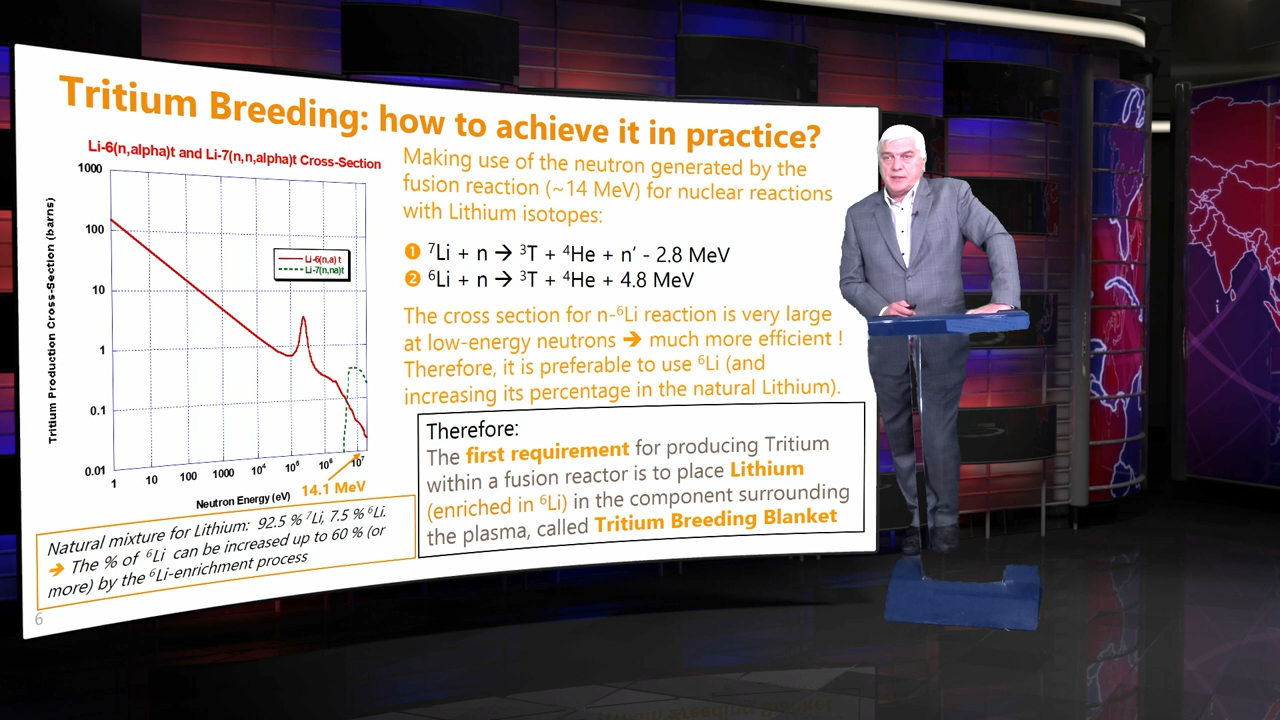 Tritium Breeding: how to achieve it in practice?
Li-6(n,alpha)t and Li-7(n,n,alpha)t Cross-Section
Tritium Production Cross-Section (barns)
1000
100
10
1
0.1
0.01
Li-6(n,a) t
Li-7(n,na)t
1
10
100
1000
10⁴
10⁵
10⁶
10⁷
Neutron Energy (eV)
14.1 MeV
Natural mixture for Lithium: 92.5 % ⁷Li, 7.5 % ⁶Li.
➔ The % of ⁶Li can be increased up to 60 % (or
more) by the ⁶Li-enrichment process
6
Making use of the neutron generated by the
fusion reaction (~14 MeV) for nuclear reactions
with Lithium isotopes:
❶ ⁷Li + n → ³T + ⁴He + n′ - 2.8 MeV
❷ ⁶Li + n → ³T + ⁴He + 4.8 MeV
The cross section for n-⁶Li reaction is very large
at low-energy neutrons ➔ much more efficient !
Therefore, it is preferable to use ⁶Li (and
increasing its percentage in the natural Lithium).
Therefore:
The first requirement for producing Tritium
within a fusion reactor is to place Lithium
(enriched in ⁶Li) in the component surrounding
the plasma, called Tritium Breeding Blanket